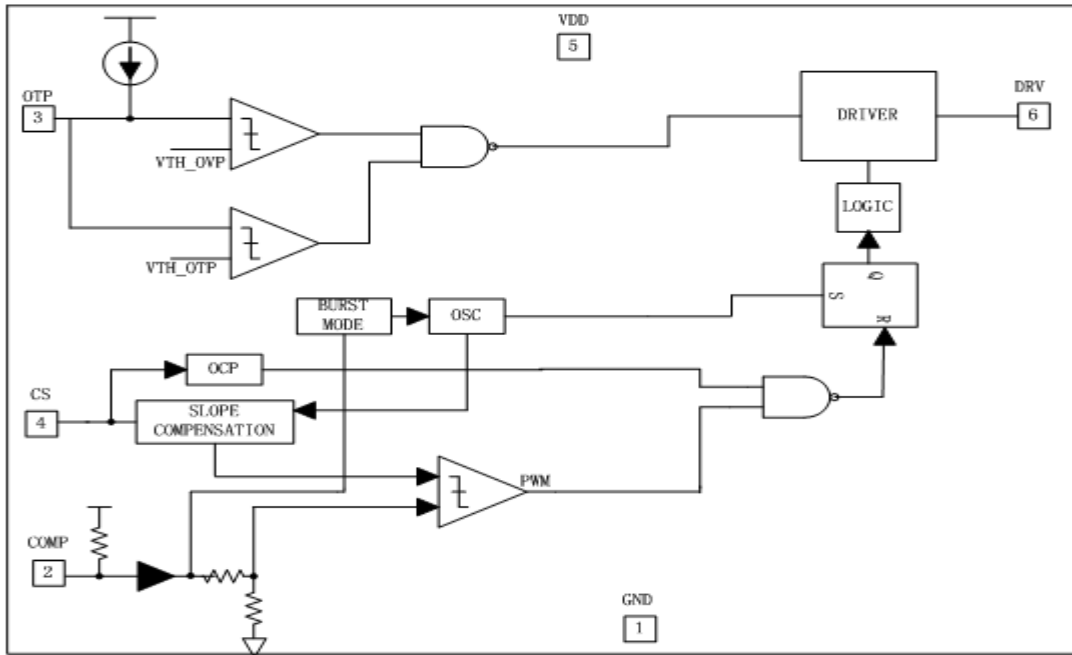 VDD
5
OTP
3
DRV
6
DRIVER
VTH_OVP
LOGIC
VTH_OTP
Q
S
R
BURST
MODE
OSC
OCP
CS
4
SLOPE
COMPENSATION
PWM
COMP
2
GND
1